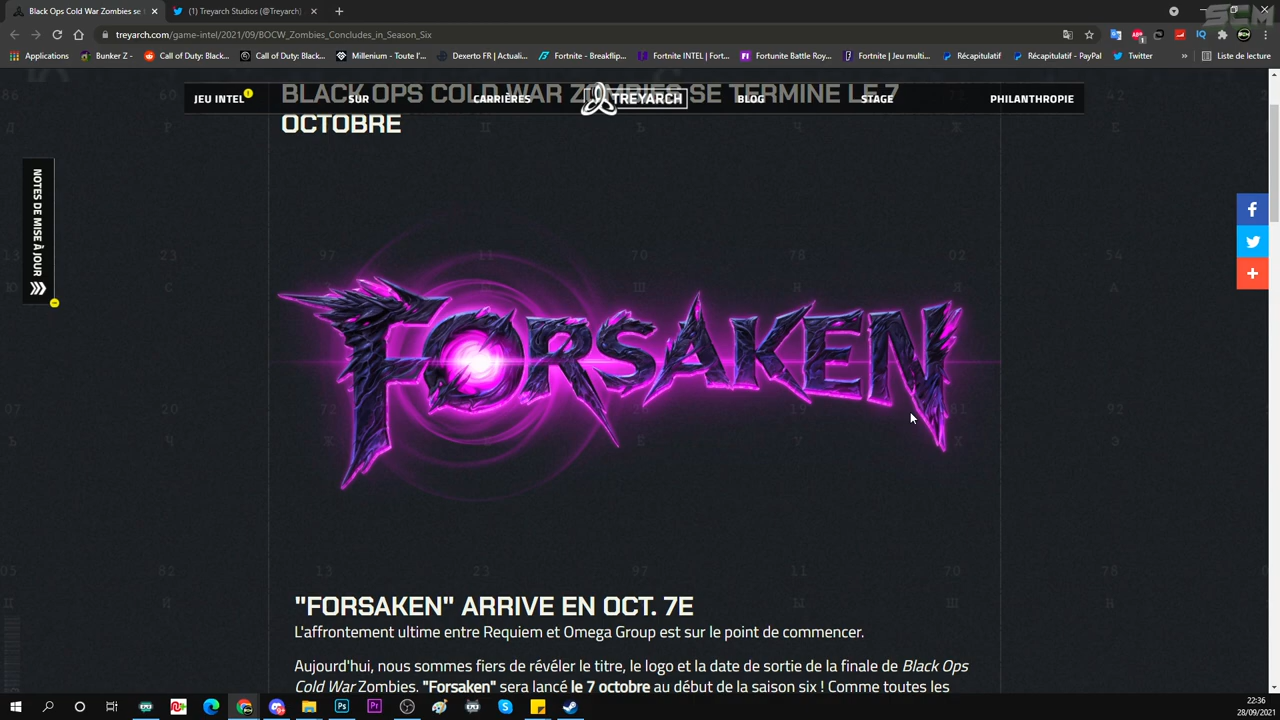 Black Ops Cold War Zombies se
(1) Treyarch Studios (@Treyarch)
SCM
treyarch.com/game-intel/2021/09/BOCW_Zombies_Concludes_in_Season_Six
Applications
Bunker Z -
Call of Duty: Black...
Call of Duty: Black...
Millenium - Toute l'...
Dexerto FR | Actuali...
Fortnite - Breakflip...
Fortnite INTEL | Fort...
Fortunite Battle Roy...
Fortnite | Jeu multi...
Récapitulatif
Récapitulatif - PayPal
Twitter
»
Liste de lecture
JEU INTEL
SUR
CARRIÈRES
TREYARCH
BLOG
STAGE
PHILANTHROPIE
BLACK OPS COLD WAR ZOMBIES SE TERMINE LE 7
OCTOBRE
NOTES DE MISE À JOUR
FORSAKEN
"FORSAKEN" ARRIVE EN OCT. 7E
L'affrontement ultime entre Requiem et Omega Group est sur le point de commencer.
Aujourd'hui, nous sommes fiers de révéler le titre, le logo et la date de sortie de la finale de Black Ops
Cold War Zombies. "Forsaken" sera lancé le 7 octobre au début de la saison six ! Comme toutes les
22:36
28/09/2021